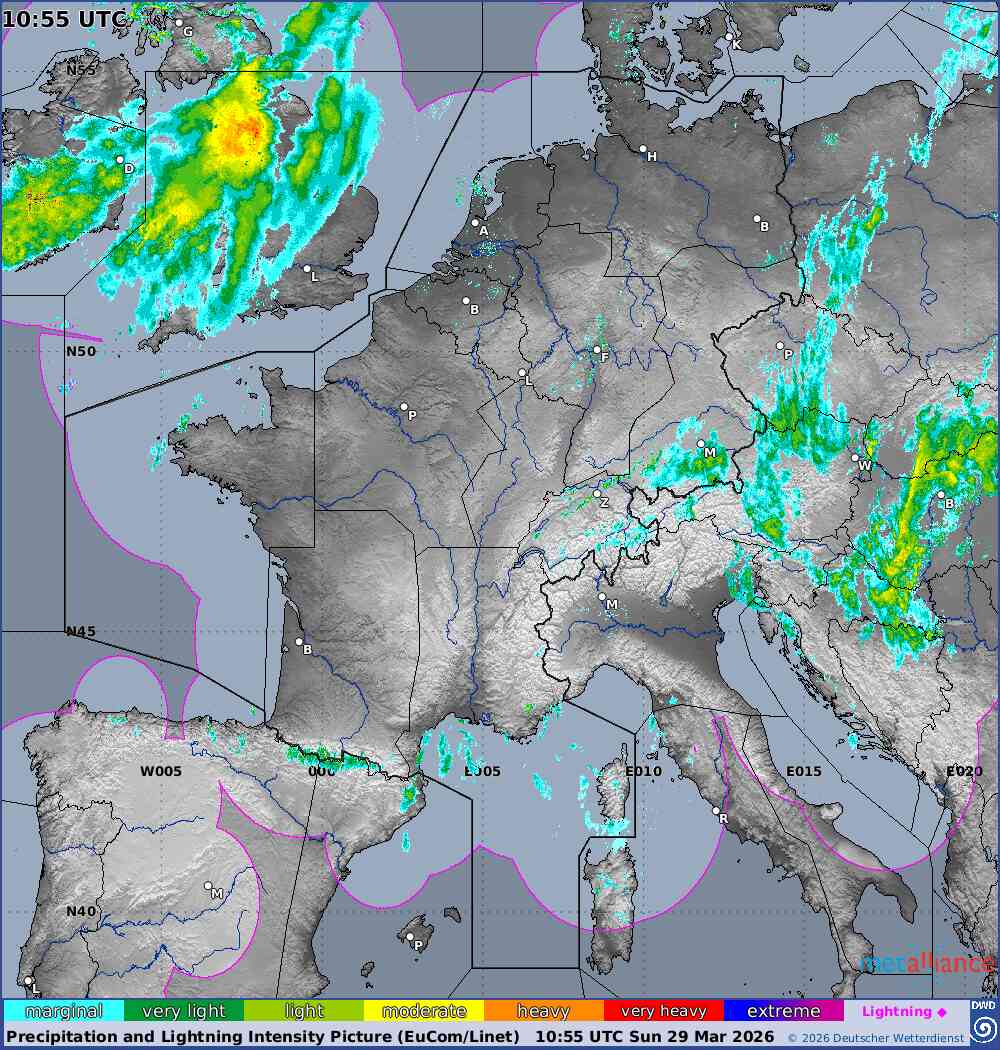 10:55 UTC
G
K
N55
D
H
A
B
L
B
N50
F
P
L
P
M
W
Z
B
M
N45
B
W005
000
E005
E010
E015
E020
R
M
N40
P
metalliance
L
marginal very light light moderate heavy very heavy extreme Lightning ◆
DWD
Precipitation and Lightning Intensity Picture (EuCom/Linet) 10:55 UTC Sun 29 Mar 2026 © 2026 Deutscher Wetterdienst